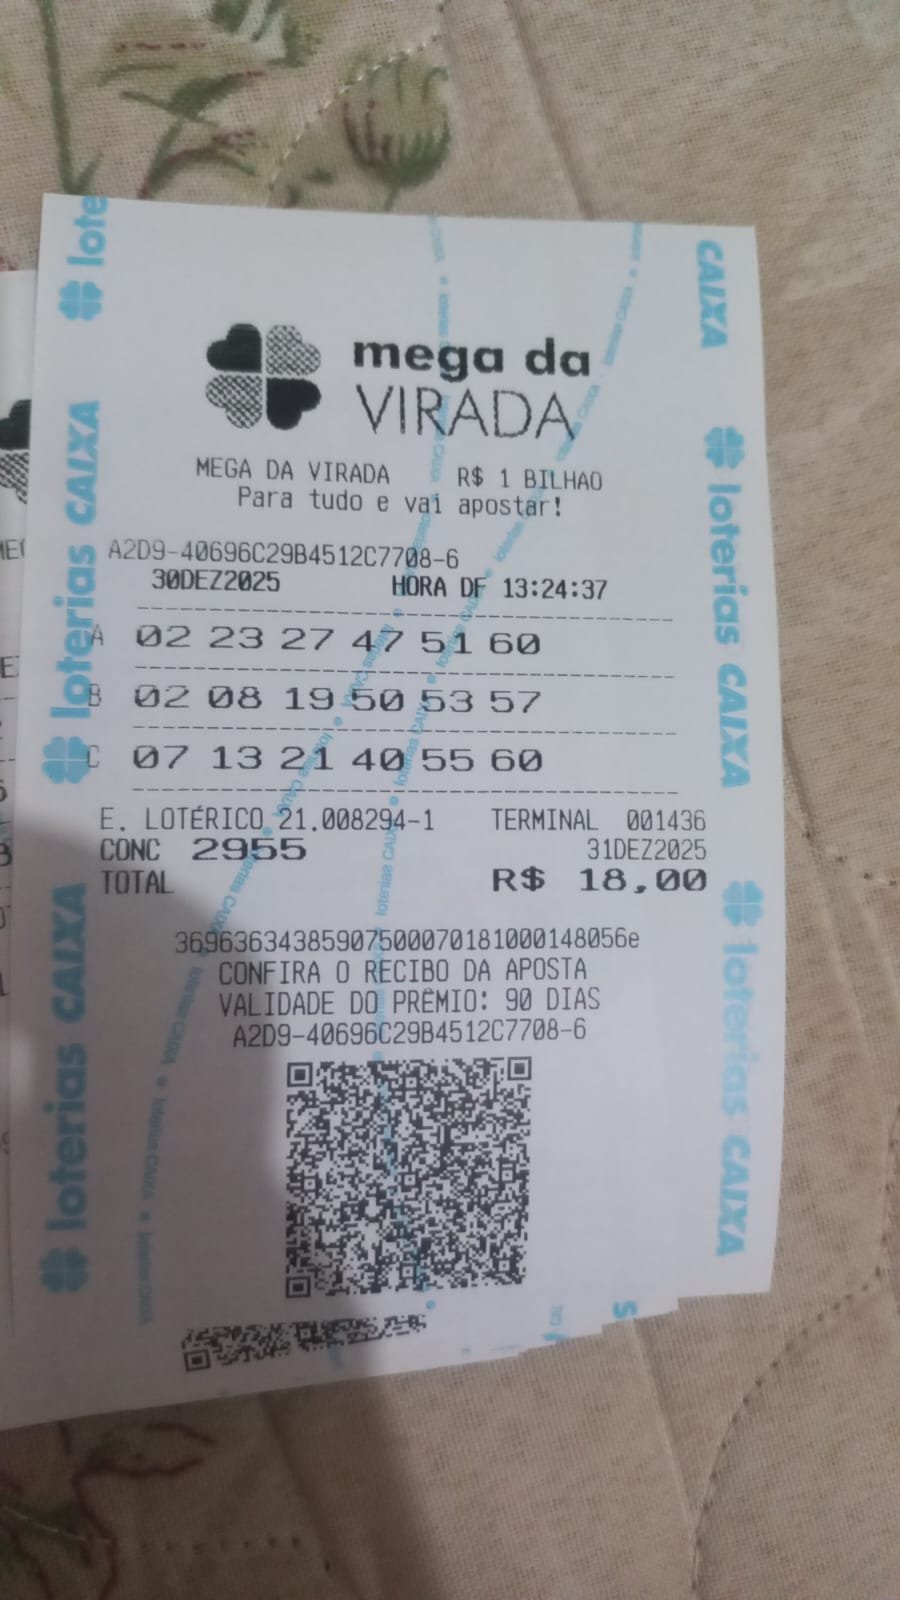 mega da
VIRADA
MEGA DA VIRADA R$ 1 BILHAO
Para tudo e vai apostar!
A2D9-40696C29B4512C7708-6
30DEZ2025 HORA DF 13:24:37
A 02 23 27 47 51 60
B 02 08 19 50 53 57
C 07 13 21 40 55 60
E. LOTÉRICO 21.008294-1 TERMINAL 001436
CONC 2955 31DEZ2025
TOTAL R$ 18,00
3696363438590750007018100014805​6e
CONFIRA O RECIBO DA APOSTA
VALIDADE DO PRÊMIO: 90 DIAS
A2D9-40696C29B4512C7708-6
lote
loterias CAIXA
loterias CAIXA
CAIXA
loterias CAIXA
loterias CAIXA